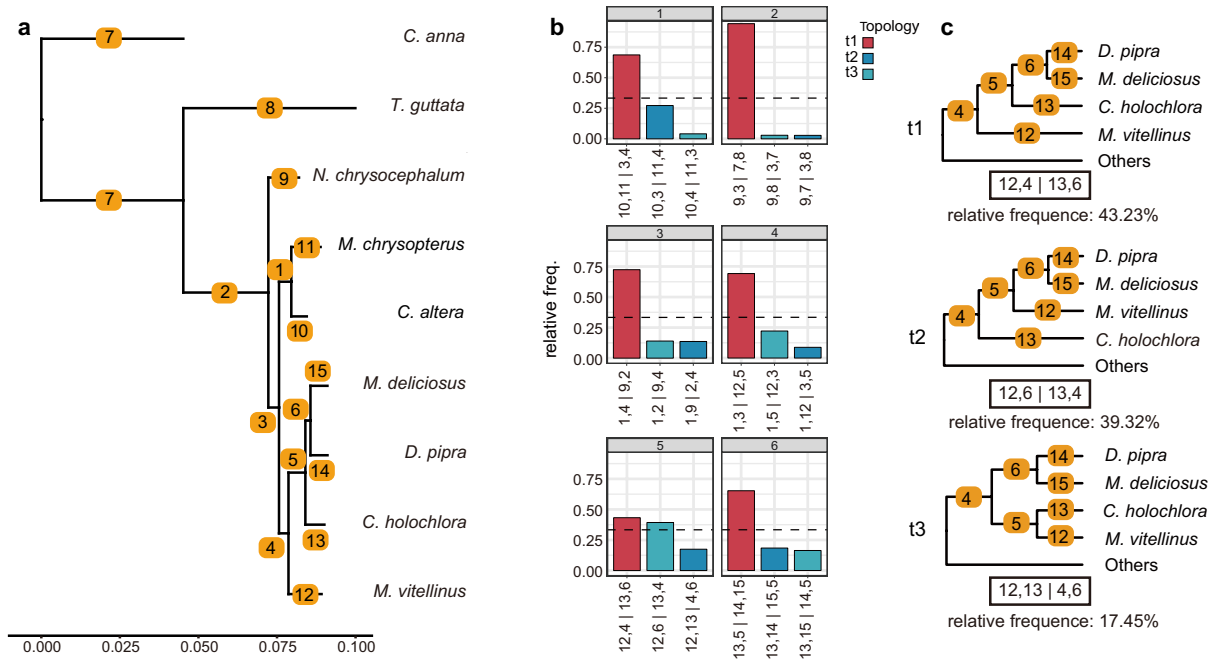 a
7
C. anna
8
T. guttata
9
N. chrysocephalum
7
11
M. chrysopterus
1
2
10
C. altera
15
M. deliciosus
6
3
D. pipra
5
14
C. holochlora
13
4
12
M. vitellinus
0.000 0.025 0.050 0.075 0.100
b
relative freq.
1
0.75
0.50
0.25
0.00
10,11 | 3,4
10,3 | 11,4
10,4 | 11,3
2
9,3 | 7,8
9,8 | 3,7
9,7 | 3,8
Topology
t1
t2
t3
3
0.75
0.50
0.25
0.00
1,4 | 9,2
1,2 | 9,4
1,9 | 2,4
4
1,3 | 12,5
1,5 | 12,3
1,12 | 3,5
5
0.75
0.50
0.25
0.00
12,4 | 13,6
12,6 | 13,4
12,13 | 4,6
6
13,5 | 14,15
13,14 | 15,5
13,15 | 14,5
c
t1
14
D. pipra
6
15
M. deliciosus
5
13
C. holochlora
4
12
M. vitellinus
Others
12,4 | 13,6
relative frequence: 43.23%
t2
14
D. pipra
6
15
M. deliciosus
5
12
M. vitellinus
4
13
C. holochlora
Others
12,6 | 13,4
relative frequence: 39.32%
t3
14
D. pipra
6
15
M. deliciosus
4
13
C. holochlora
5
12
M. vitellinus
Others
12,13 | 4,6
relative frequence: 17.45%